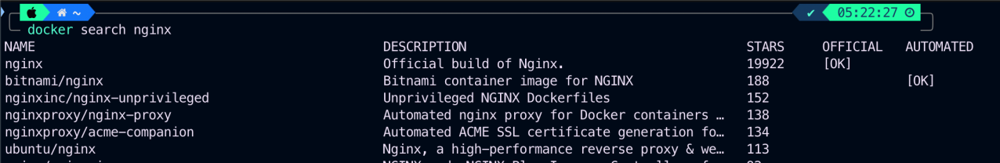 ~ ✔ 05:22:27
docker search nginx
NAME DESCRIPTION STARS OFFICIAL AUTOMATED
nginx Official build of Nginx. 19922 [OK]
bitnami/nginx Bitnami container image for NGINX 188 [OK]
nginxinc/nginx-unprivileged Unprivileged NGINX Dockerfiles 152
nginxproxy/nginx-proxy Automated nginx proxy for Docker containers … 138
nginxproxy/acme-companion Automated ACME SSL certificate generation fo… 134
ubuntu/nginx Nginx, a high-performance reverse proxy & we… 113